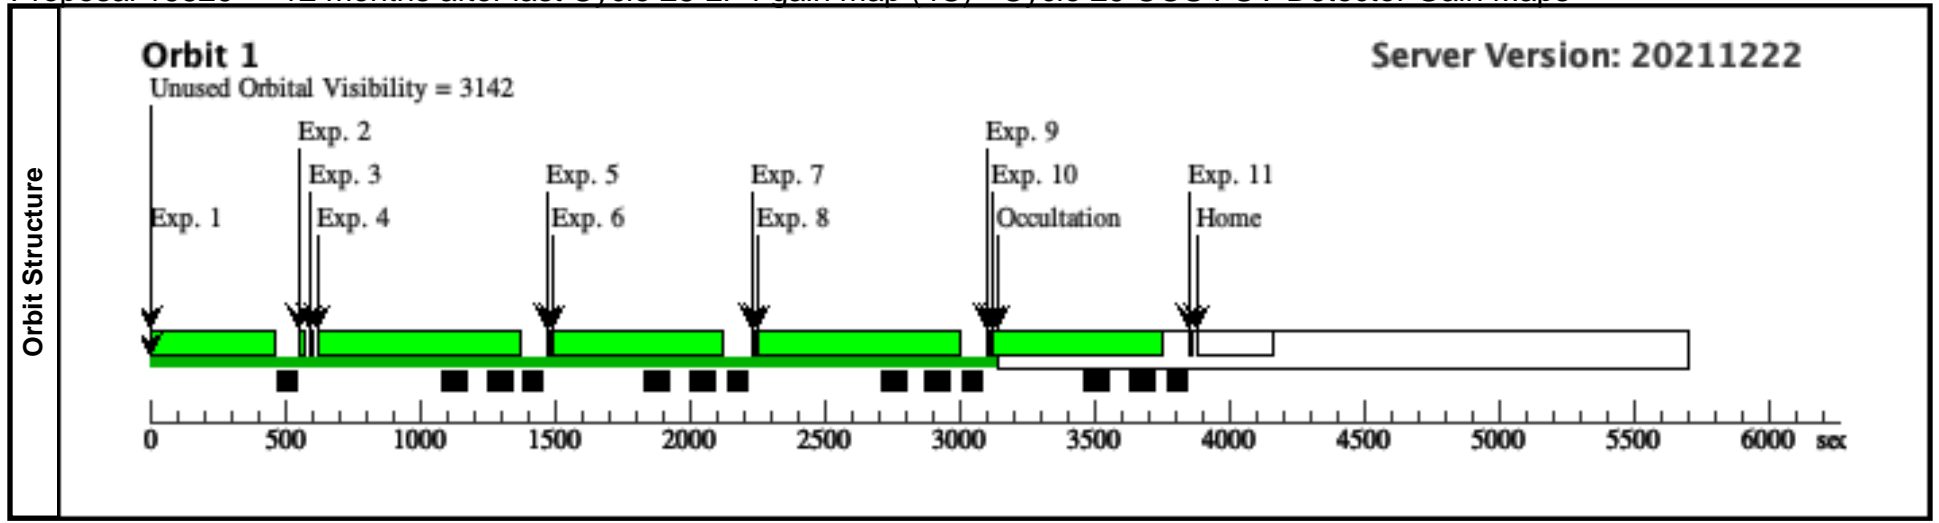 Orbit 1
Server Version: 20211222
Unused Orbital Visibility = 3142
Exp. 2
Exp. 9
Exp. 3
Exp. 5
Exp. 7
Exp. 10
Exp. 11
Exp. 1
Exp. 4
Exp. 6
Exp. 8
Occultation
Home
Orbit Structure
0 500 1000 1500 2000 2500 3000 3500 4000 4500 5000 5500 6000 sec